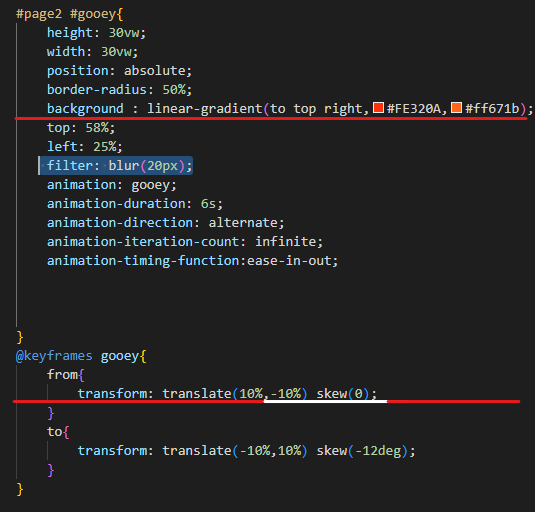 #page2 #gooey{
height: 30vw;
width: 30vw;
position: absolute;
border-radius: 50%;
background : linear-gradient(to top right,#FE320A,#ff671b);
top: 58%;
left: 25%;
filter: blur(20px);
animation: gooey;
animation-duration: 6s;
animation-direction: alternate;
animation-iteration-count: infinite;
animation-timing-function:ease-in-out;
}
@keyframes gooey{
from{
transform: translate(10%,-10%) skew(0);
}
to{
transform: translate(-10%,10%) skew(-12deg);
}
}